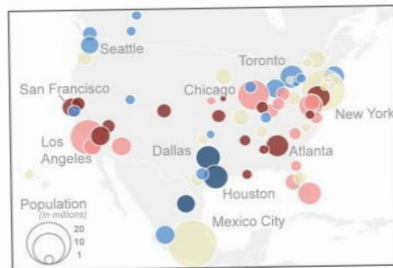 Seattle
Toronto
San Francisco
Chicago
New York
Los
Angeles
Dallas
Atlanta
Houston
Population
(In millions)
20
10
1
Mexico City